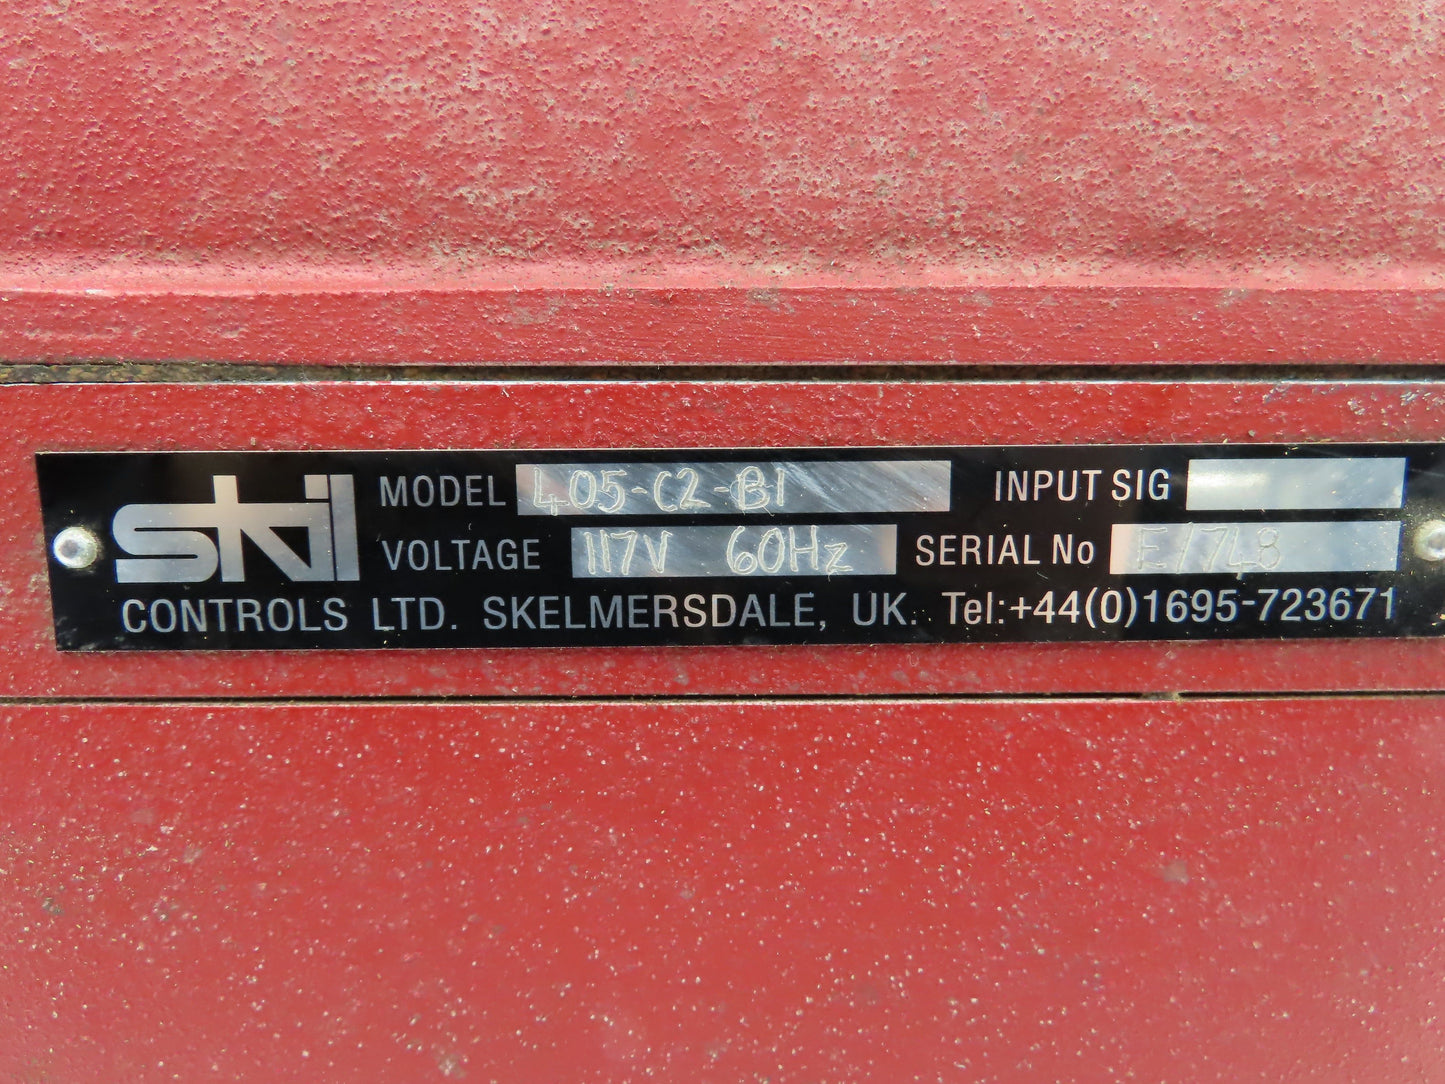 skil MODEL 405-C2-B1 INPUT SIG
VOLTAGE 117V 60Hz SERIAL No E/748
CONTROLS LTD. SKELMERSDALE, UK. Tel:+44(0)1695-723671